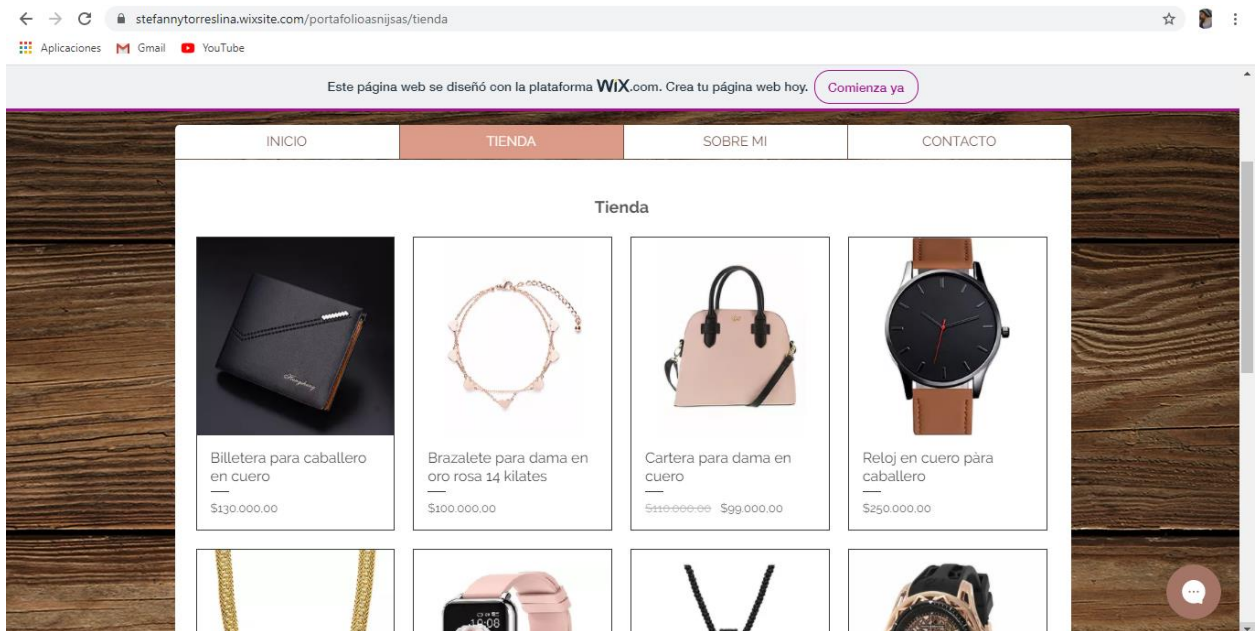 stefannytorreslina.wixsite.com/portafolioasnijsas/tienda
Aplicaciones Gmail YouTube
Este página web se diseñó con la plataforma WiX.com. Crea tu página web hoy. Comienza ya
INICIO TIENDA SOBRE MI CONTACTO
Tienda
Billetera para caballero
en cuero
$130.000,00
Brazalete para dama en
oro rosa 14 kilates
$100.000,00
Cartera para dama en
cuero
$110.000,00 $99.000,00
Reloj en cuero pàra
caballero
$250.000,00
19:08